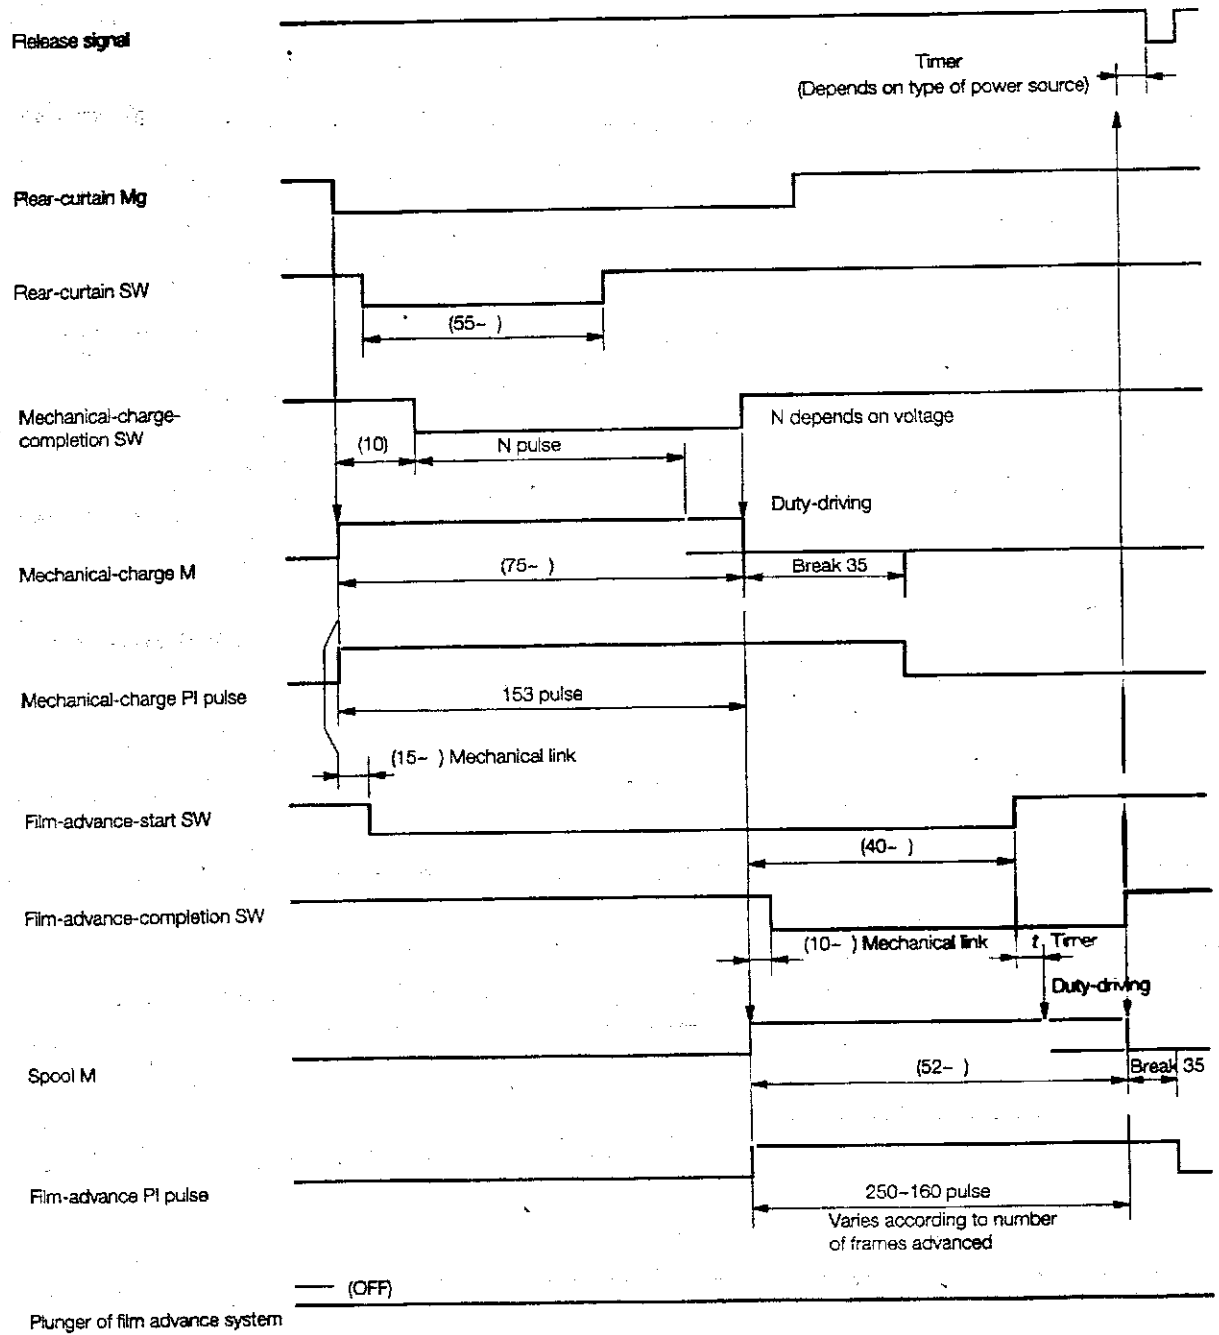 Release signal
Timer
(Depends on type of power source)
Rear-curtain Mg
Rear-curtain SW
(55~ )
Mechanical-charge-
completion SW
(10)
N pulse
N depends on voltage
Duty-driving
Mechanical-charge M
(75~ )
Break 35
Mechanical-charge PI pulse
153 pulse
(15~ ) Mechanical link
Film-advance-start SW
(40~ )
Film-advance-completion SW
(10~ ) Mechanical link
t Timer
Duty-driving
Spool M
(52~ )
Break 35
Film-advance PI pulse
250~160 pulse
Varies according to number
of frames advanced
(OFF)
Plunger of film advance system